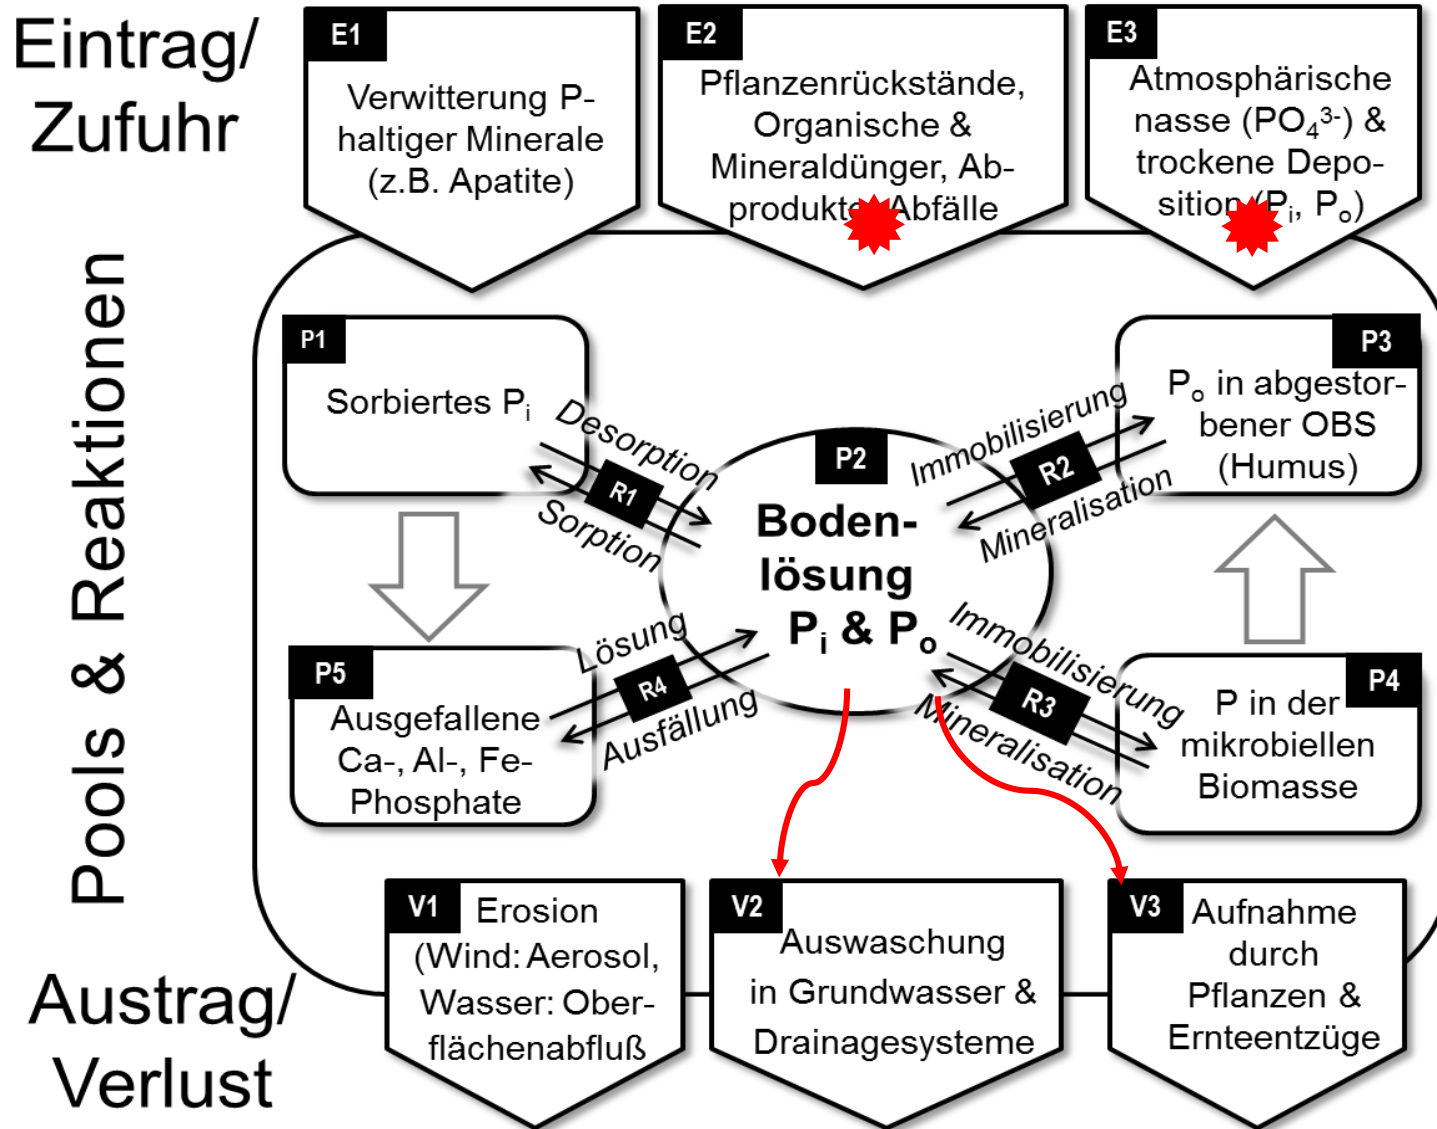 Eintrag/
Zufuhr
E1
Verwitterung P-
haltiger Minerale
(z.B. Apatite)
E2
Pflanzenrückstände,
Organische &
Mineraldünger, Ab-
produkte, Abfälle
E3
Atmosphärische
nasse (PO₄³⁻) &
trockene Depo-
sition (Pᵢ, Pₒ)
Pools & Reaktionen
P1
Sorbiertes Pᵢ
Desorption
R1
Sorption
P2
Boden-
lösung
Pᵢ & Pₒ
Immobilisierung
R2
Mineralisation
P3
Pₒ in abgestor-
bener OBS
(Humus)
P5
Ausgefallene
Ca-, Al-, Fe-
Phosphate
Lösung
R4
Ausfällung
Immobilisierung
R3
Mineralisation
P4
P in der
mikrobiellen
Biomasse
Austrag/
Verlust
V1
Erosion
(Wind: Aerosol,
Wasser: Ober-
flächenabfluß
V2
Auswaschung
in Grundwasser &
Drainagesysteme
V3
Aufnahme
durch
Pflanzen &
Ernteentzüge